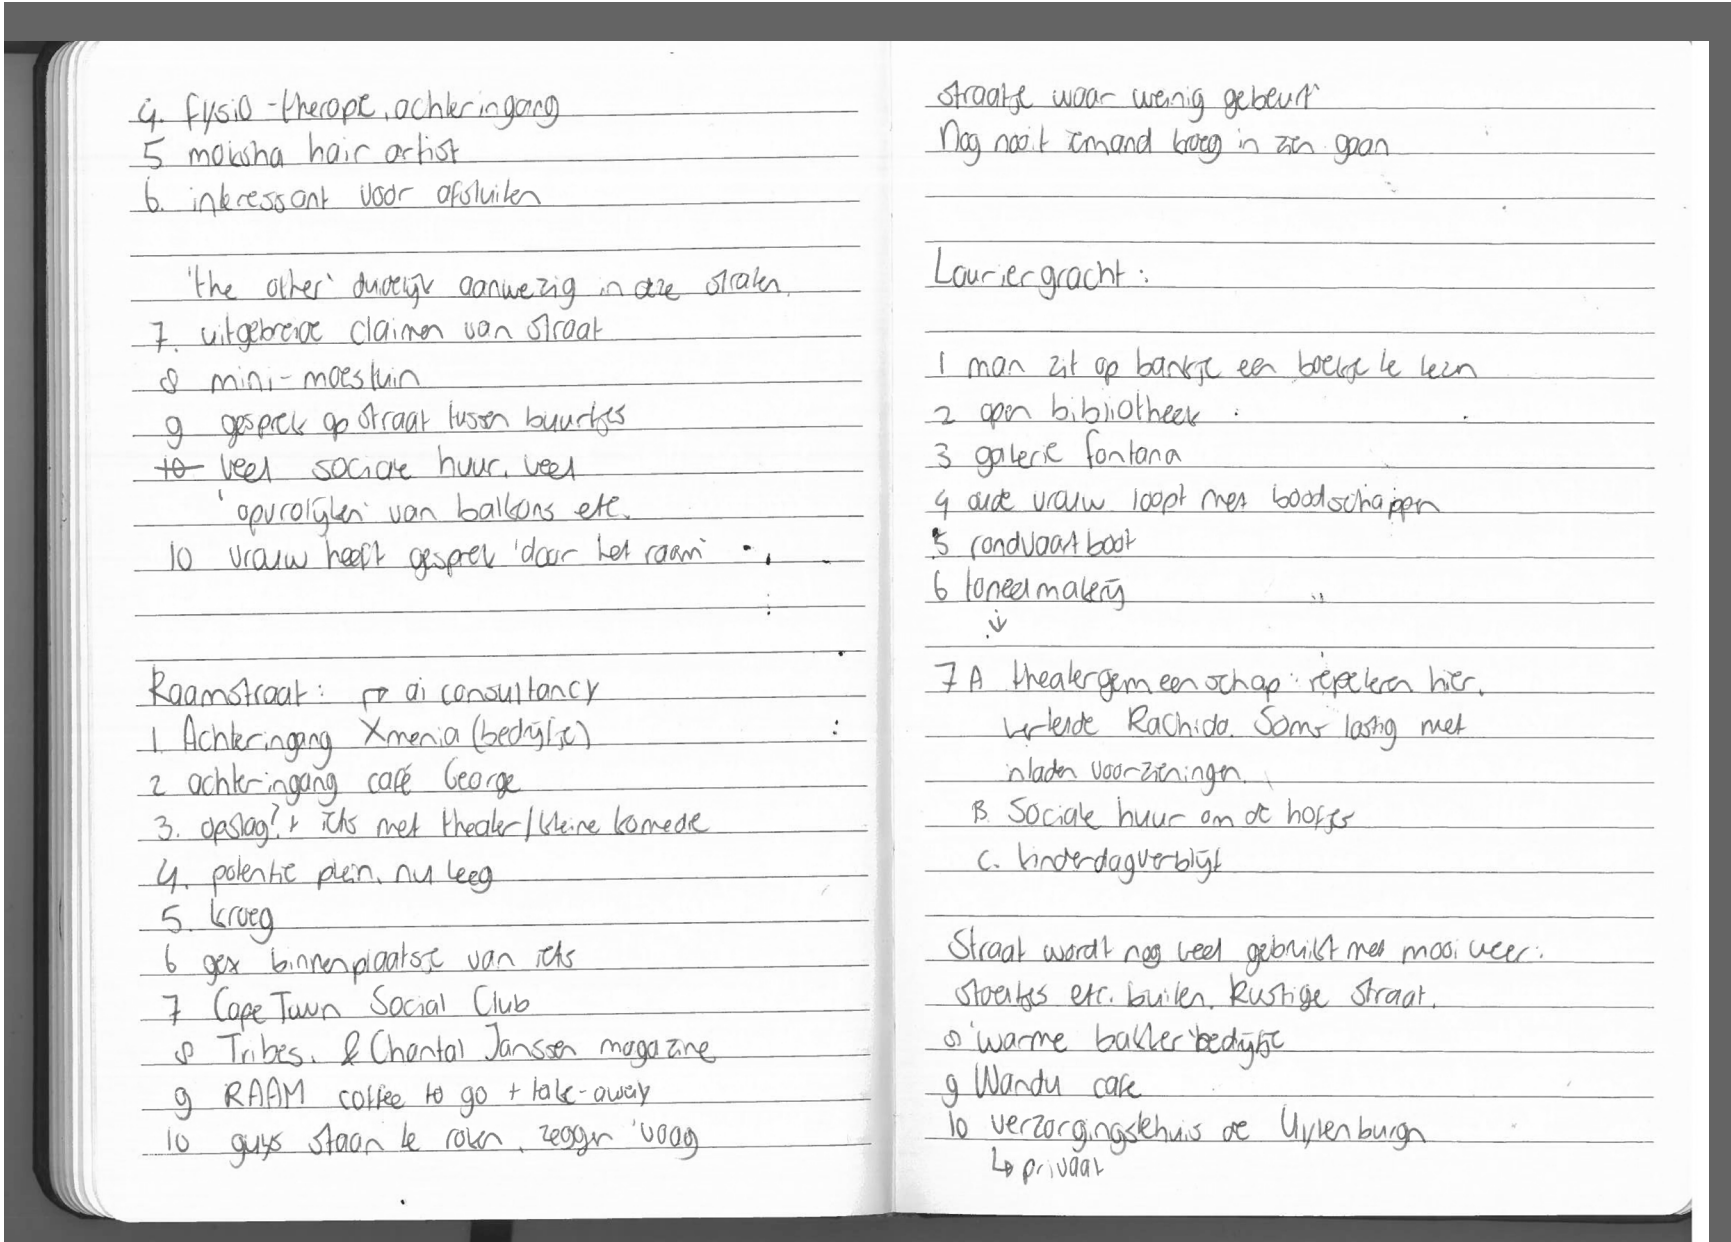 4. fysio-therapie, achteringang
5 moksha hair artist
6. interessant voor afsluiten
'the other' duidelijk aanwezig in deze straten.
7. uitgebreide claimen van straat
8 mini-moestuin
9 gesprek op straat tussen buurtjes
10 veel sociale huur, veel
'opvrolijken' van balkons etc.
10 vrouw heeft gesprek 'door het raam'
Raamstraat: → ai consultancy
1. Achteringang Xmenia (bedrijfje)
2 achteringang café George
3. opslag? + iets met theater/kleine komedie
4. potentie plein, nu leeg
5. kroeg
6 binnenplaatsje van iets
7 Cape Town Social Club
8 Tribes. & Chantal Janssen magazine
9 RAAM coffee to go + take-away
10 guys staan te roken, zeggen 'vaag
straatje waar weinig gebeurt'
Nog nooit iemand kroeg in zien gaan
Lauriergracht:
1 man zit op bankje een boekje te lezen
2 open bibliotheek
3 galerie fontana
4 oude vrouw loopt met boodschappen
5 rondvaartboot
6 toneelmakerij
↓
7 A theatergemeenschap: repeteren hier.
vertelde Rachida. Soms lastig met
inladen voorzieningen.
B. Sociale huur om de hofjes
C. kinderdagverblijf
Straat wordt nog veel gebruikt met mooi weer:
stoeltjes etc. buiten. Rustige straat.
8 'warme bakker' bedrijfje
9 Wandu cafe
10 verzorgingstehuis de Uylenburgh
↳ privaat